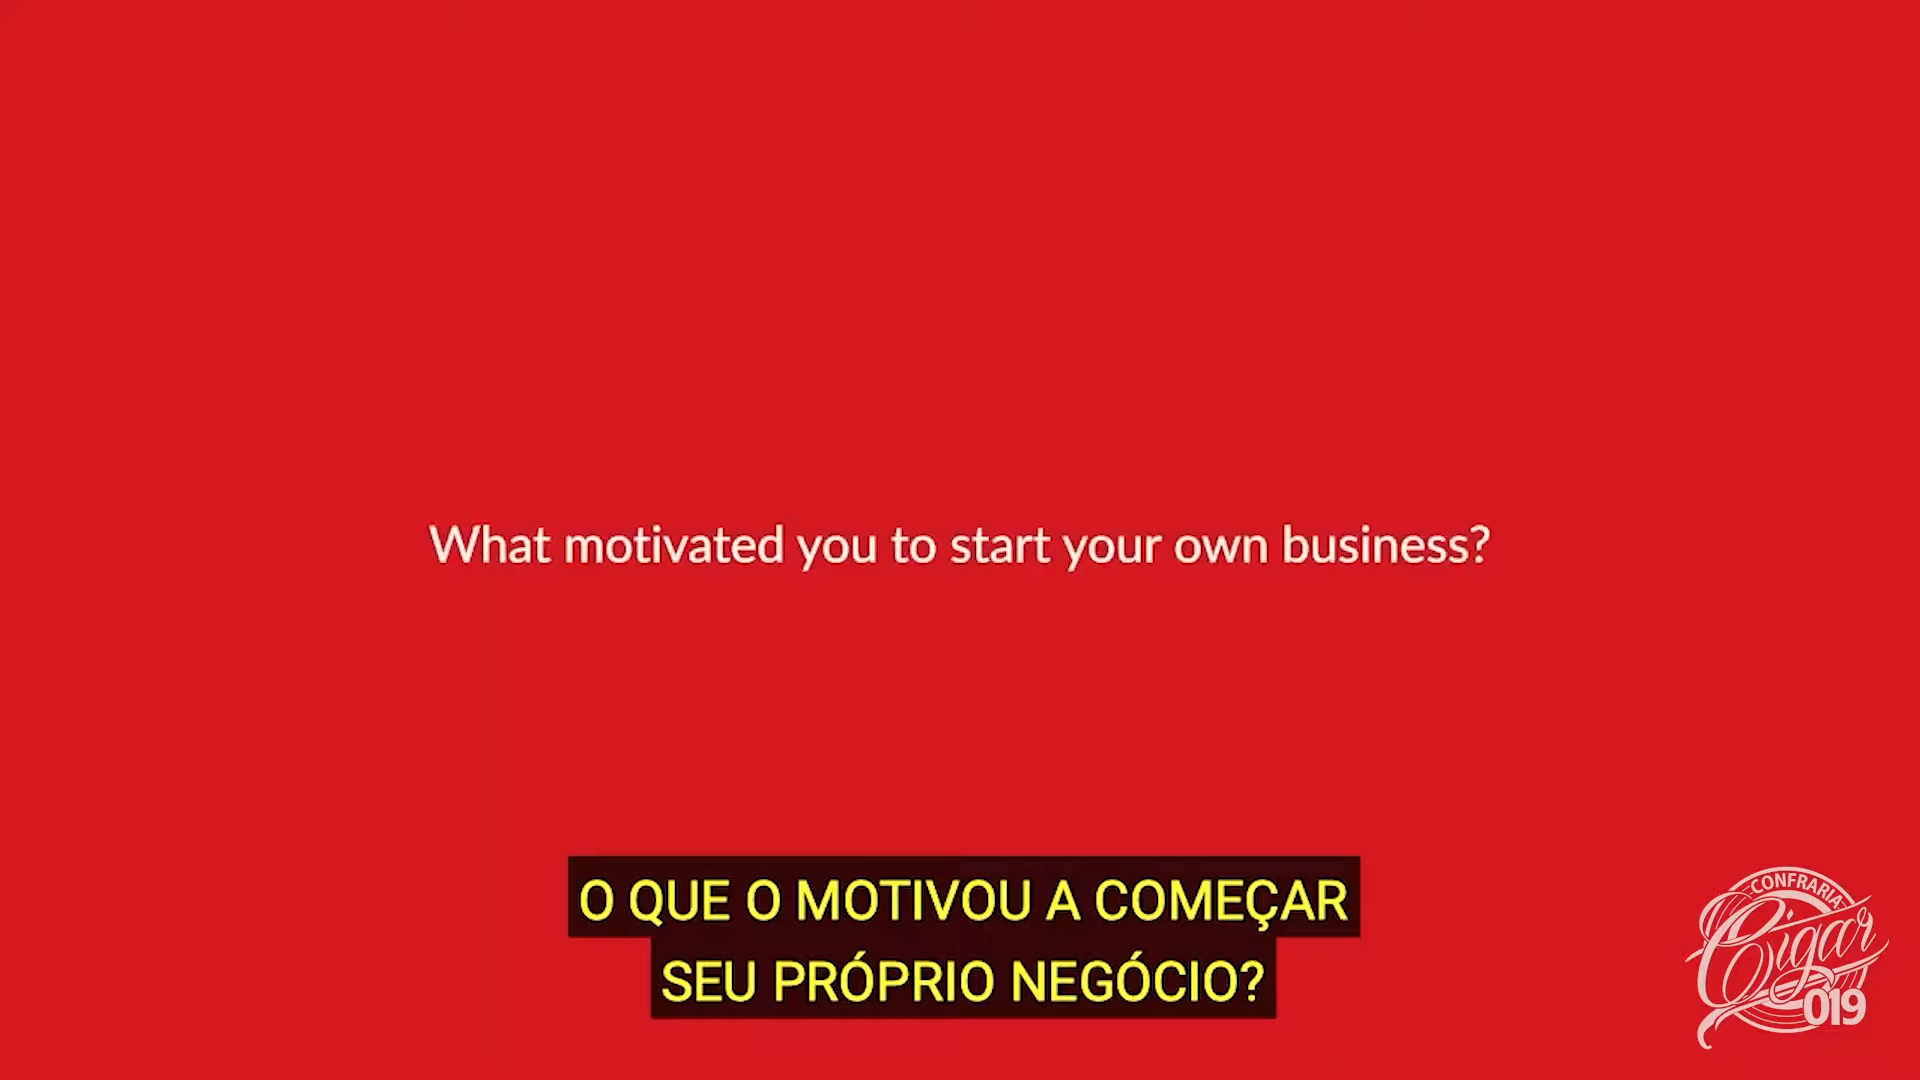 What motivated you to start your own business?
O QUE O MOTIVOU A COMEÇAR
SEU PRÓPRIO NEGÓCIO?
CONFRARIA
Cigar
019